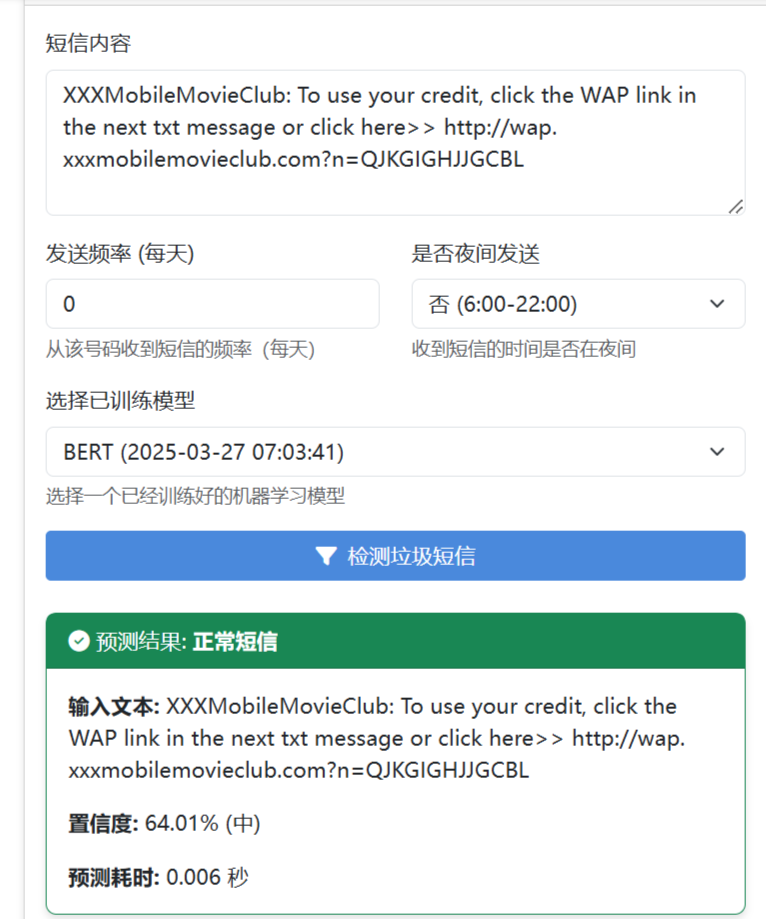 短信内容
XXXMobileMovieClub: To use your credit, click the WAP link in
the next txt message or click here>> http://wap.
xxxmobilemovieclub.com?n=QJKGIGHJJGCBL
发送频率 (每天)
是否夜间发送
0
否 (6:00-22:00)
从该号码收到短信的频率（每天）
收到短信的时间是否在夜间
选择已训练模型
BERT (2025-03-27 07:03:41)
选择一个已经训练好的机器学习模型
检测垃圾短信
预测结果: 正常短信
输入文本: XXXMobileMovieClub: To use your credit, click the
WAP link in the next txt message or click here>> http://wap.
xxxmobilemovieclub.com?n=QJKGIGHJJGCBL
置信度: 64.01% (中)
预测耗时: 0.006 秒